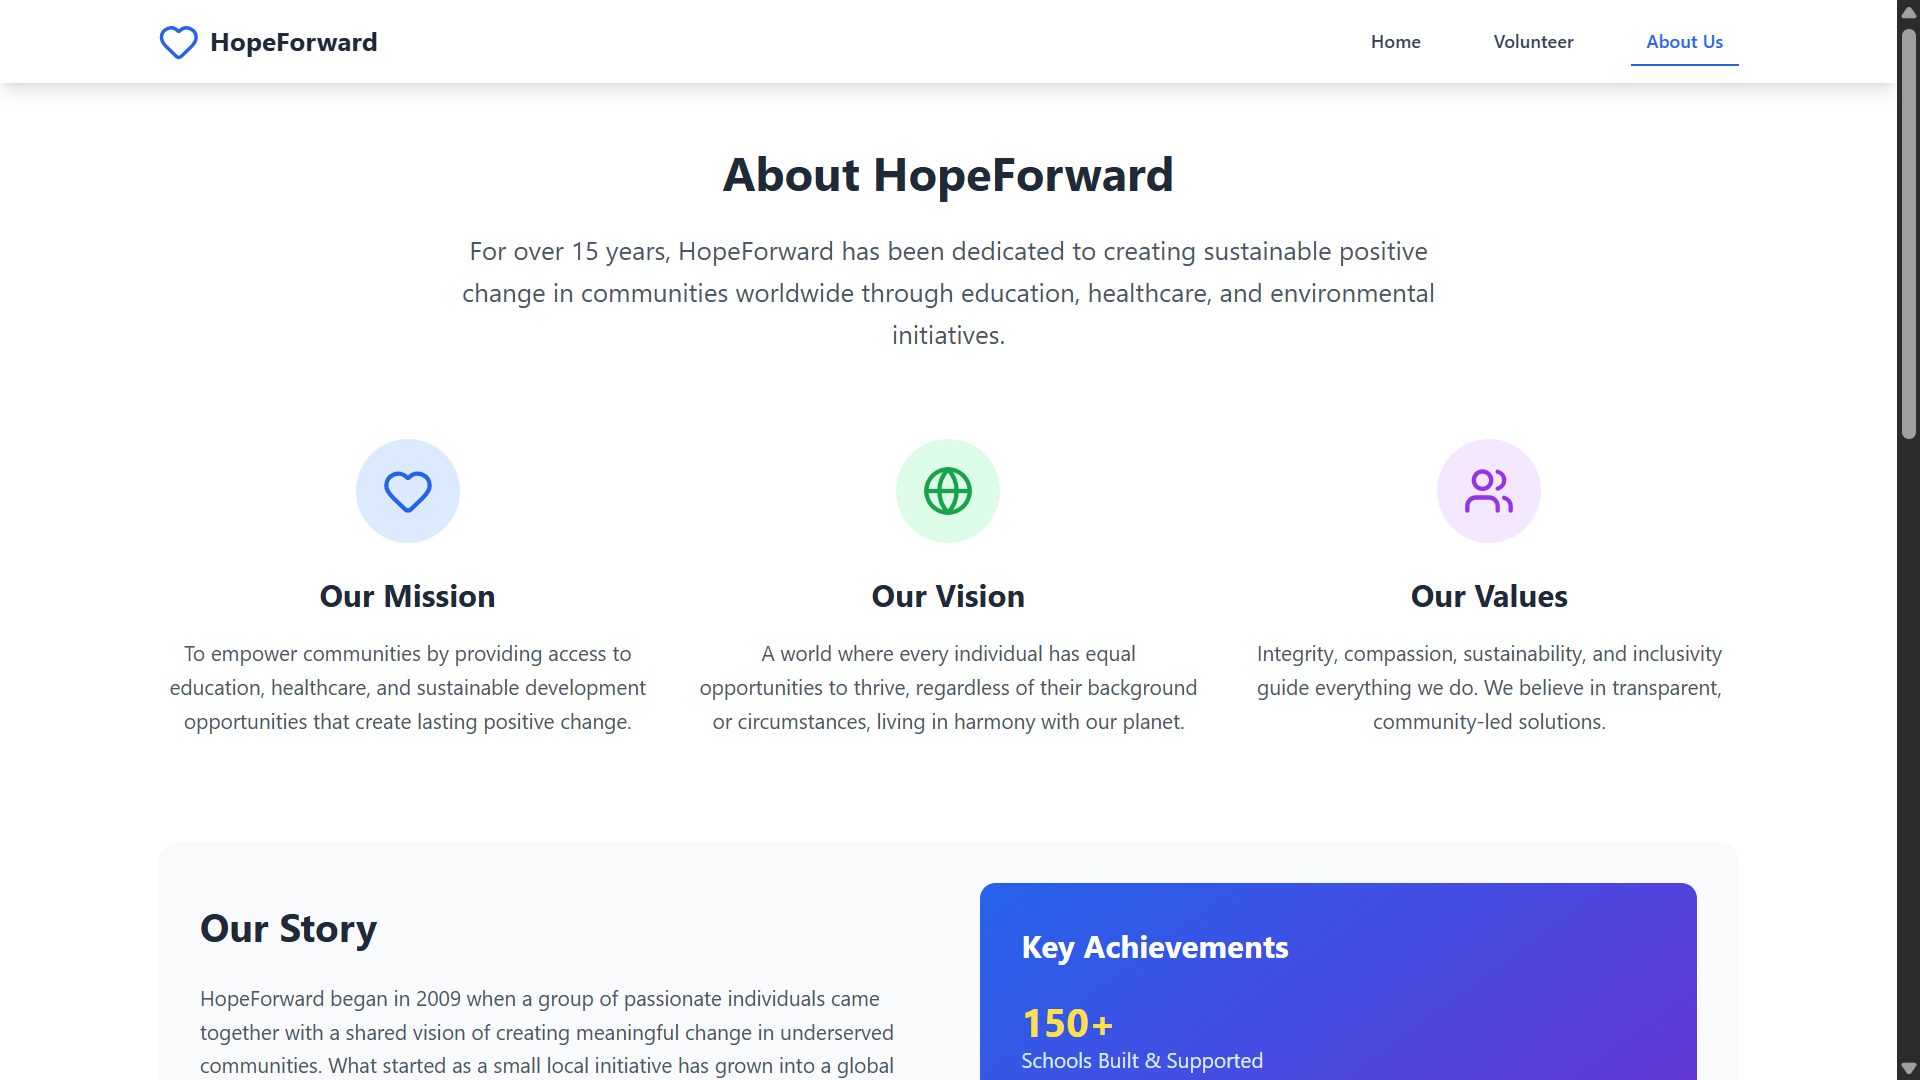 HopeForward
Home
Volunteer
About Us
About HopeForward
For over 15 years, HopeForward has been dedicated to creating sustainable positive
change in communities worldwide through education, healthcare, and environmental
initiatives.
Our Mission
To empower communities by providing access to
education, healthcare, and sustainable development
opportunities that create lasting positive change.
Our Vision
A world where every individual has equal
opportunities to thrive, regardless of their background
or circumstances, living in harmony with our planet.
Our Values
Integrity, compassion, sustainability, and inclusivity
guide everything we do. We believe in transparent,
community-led solutions.
Our Story
HopeForward began in 2009 when a group of passionate individuals came
together with a shared vision of creating meaningful change in underserved
communities. What started as a small local initiative has grown into a global
Key Achievements
150+
Schools Built & Supported